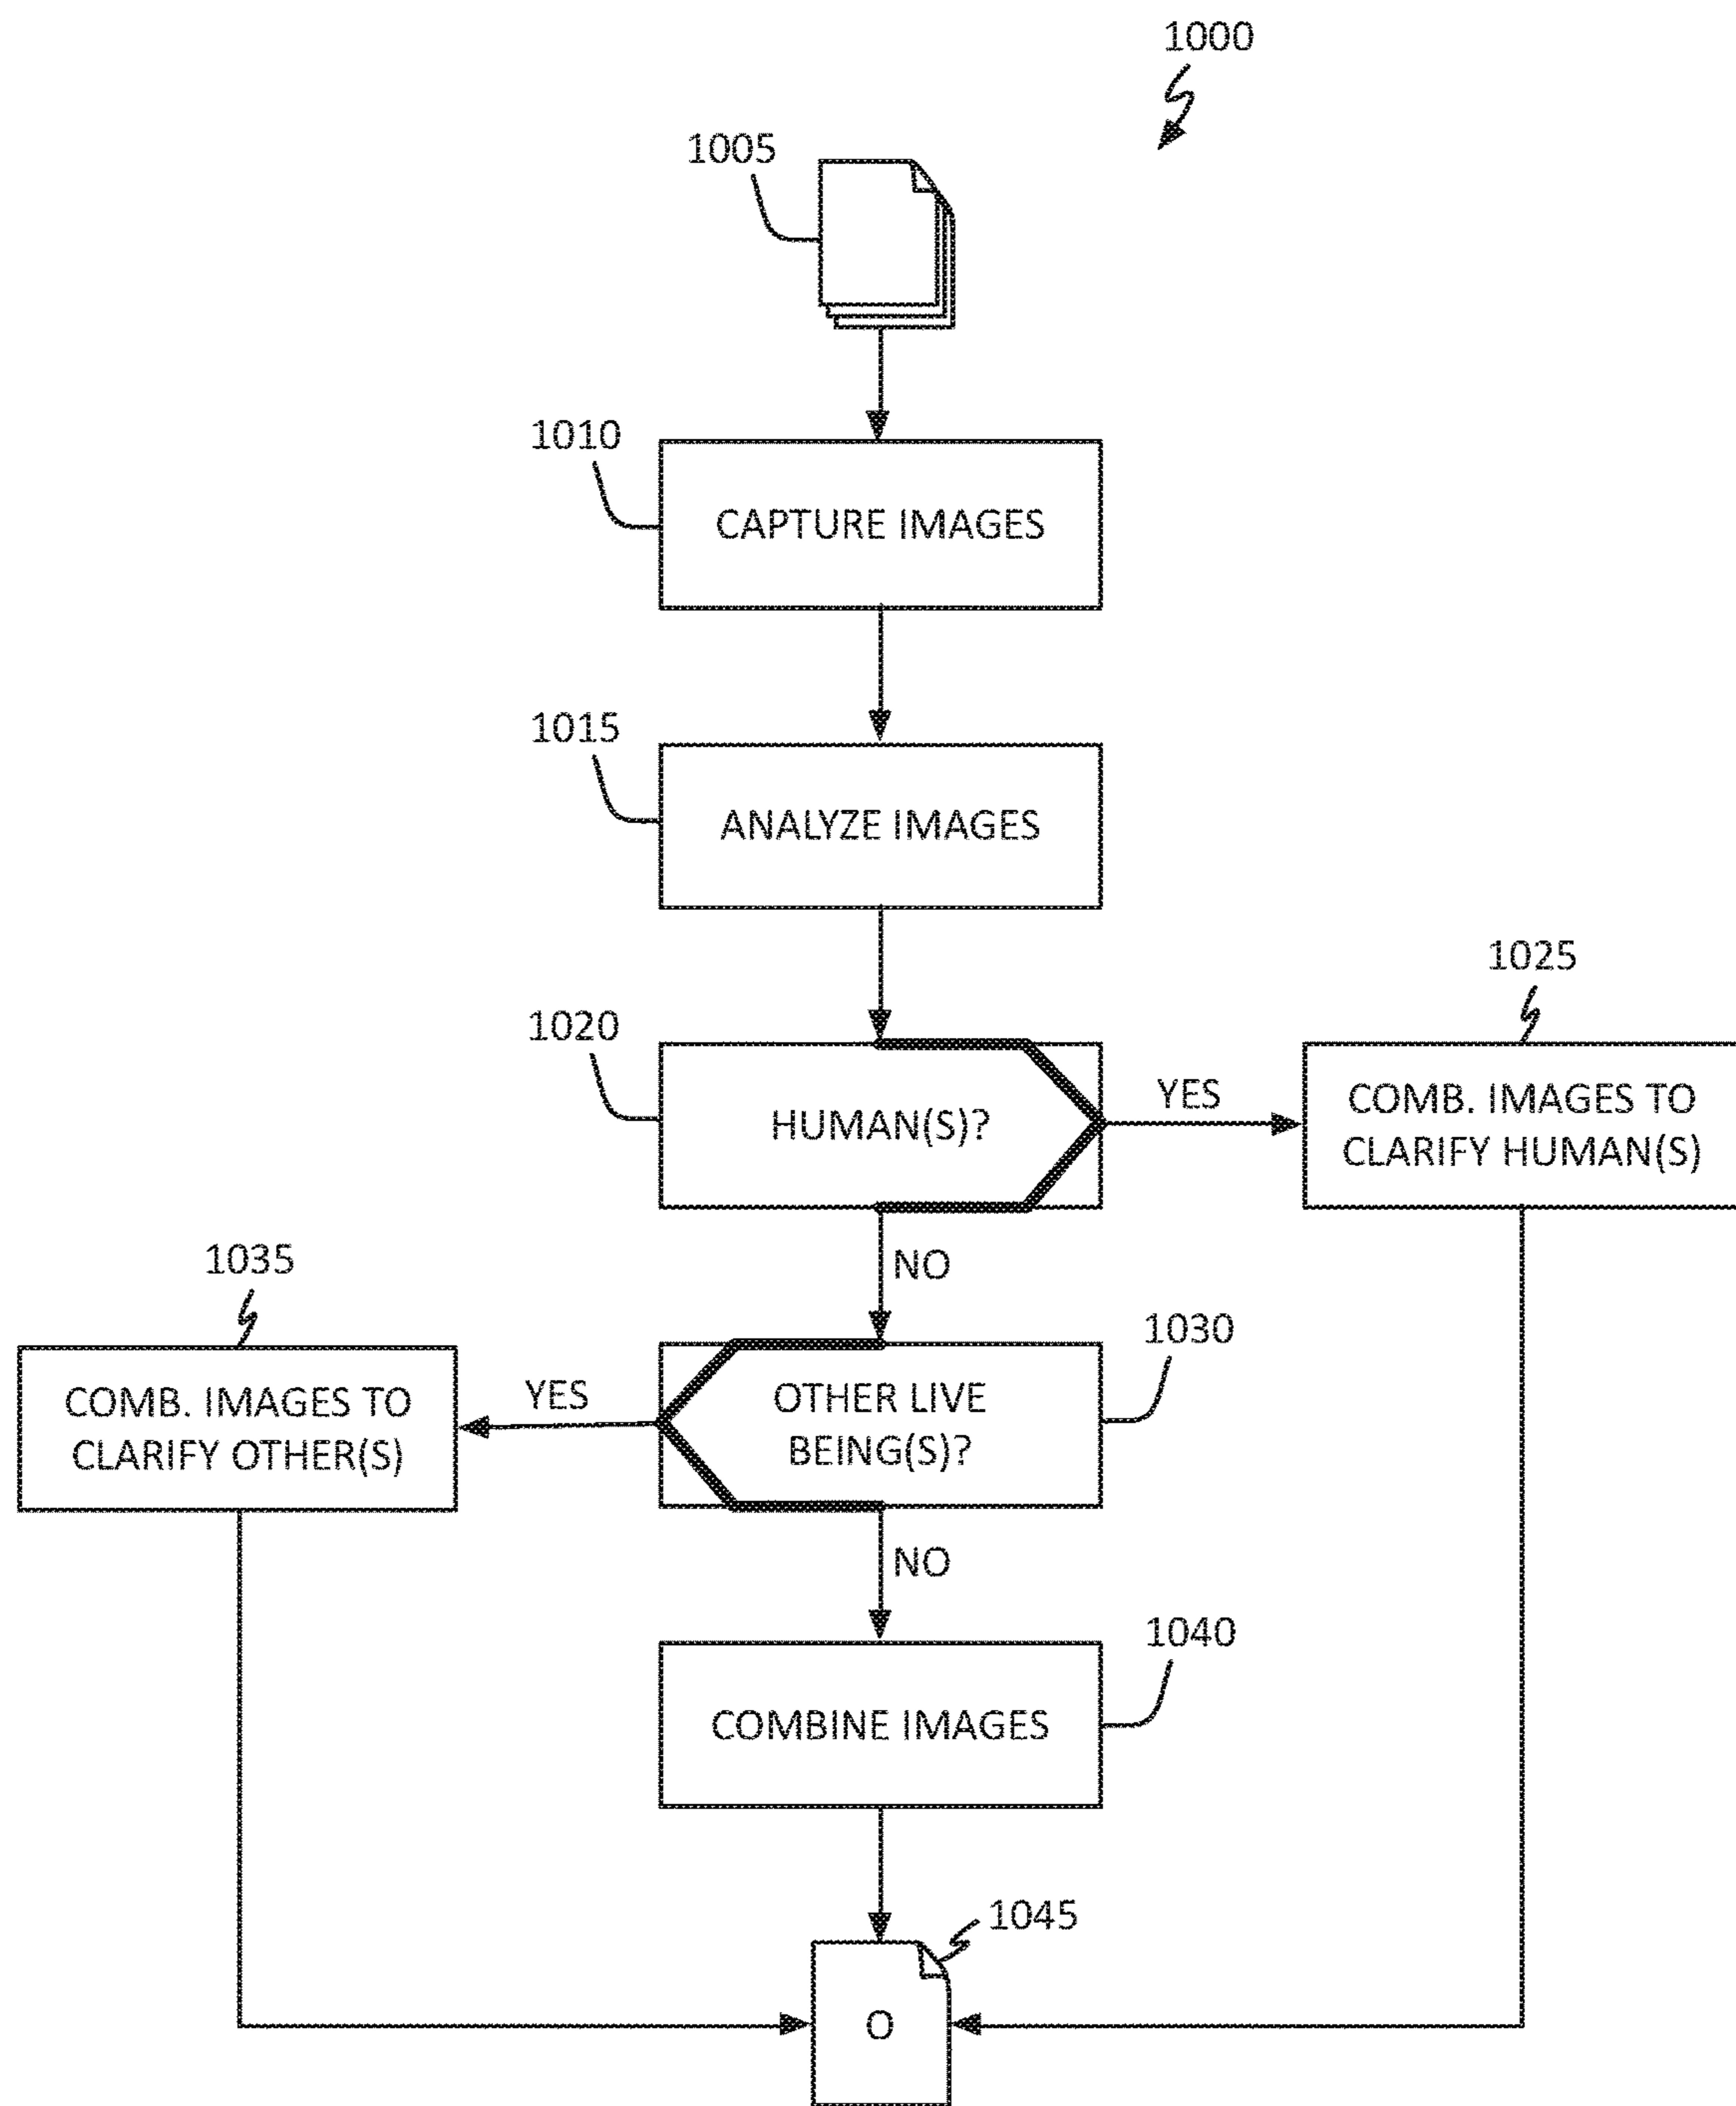 1000
1005
1010
CAPTURE IMAGES
1015
ANALYZE IMAGES
1025
1020
HUMAN(S)?
YES
COMB. IMAGES TO
CLARIFY HUMAN(S)
NO
1035
1030
COMB. IMAGES TO
CLARIFY OTHER(S)
YES
OTHER LIVE
BEING(S)?
NO
1040
COMBINE IMAGES
1045
O